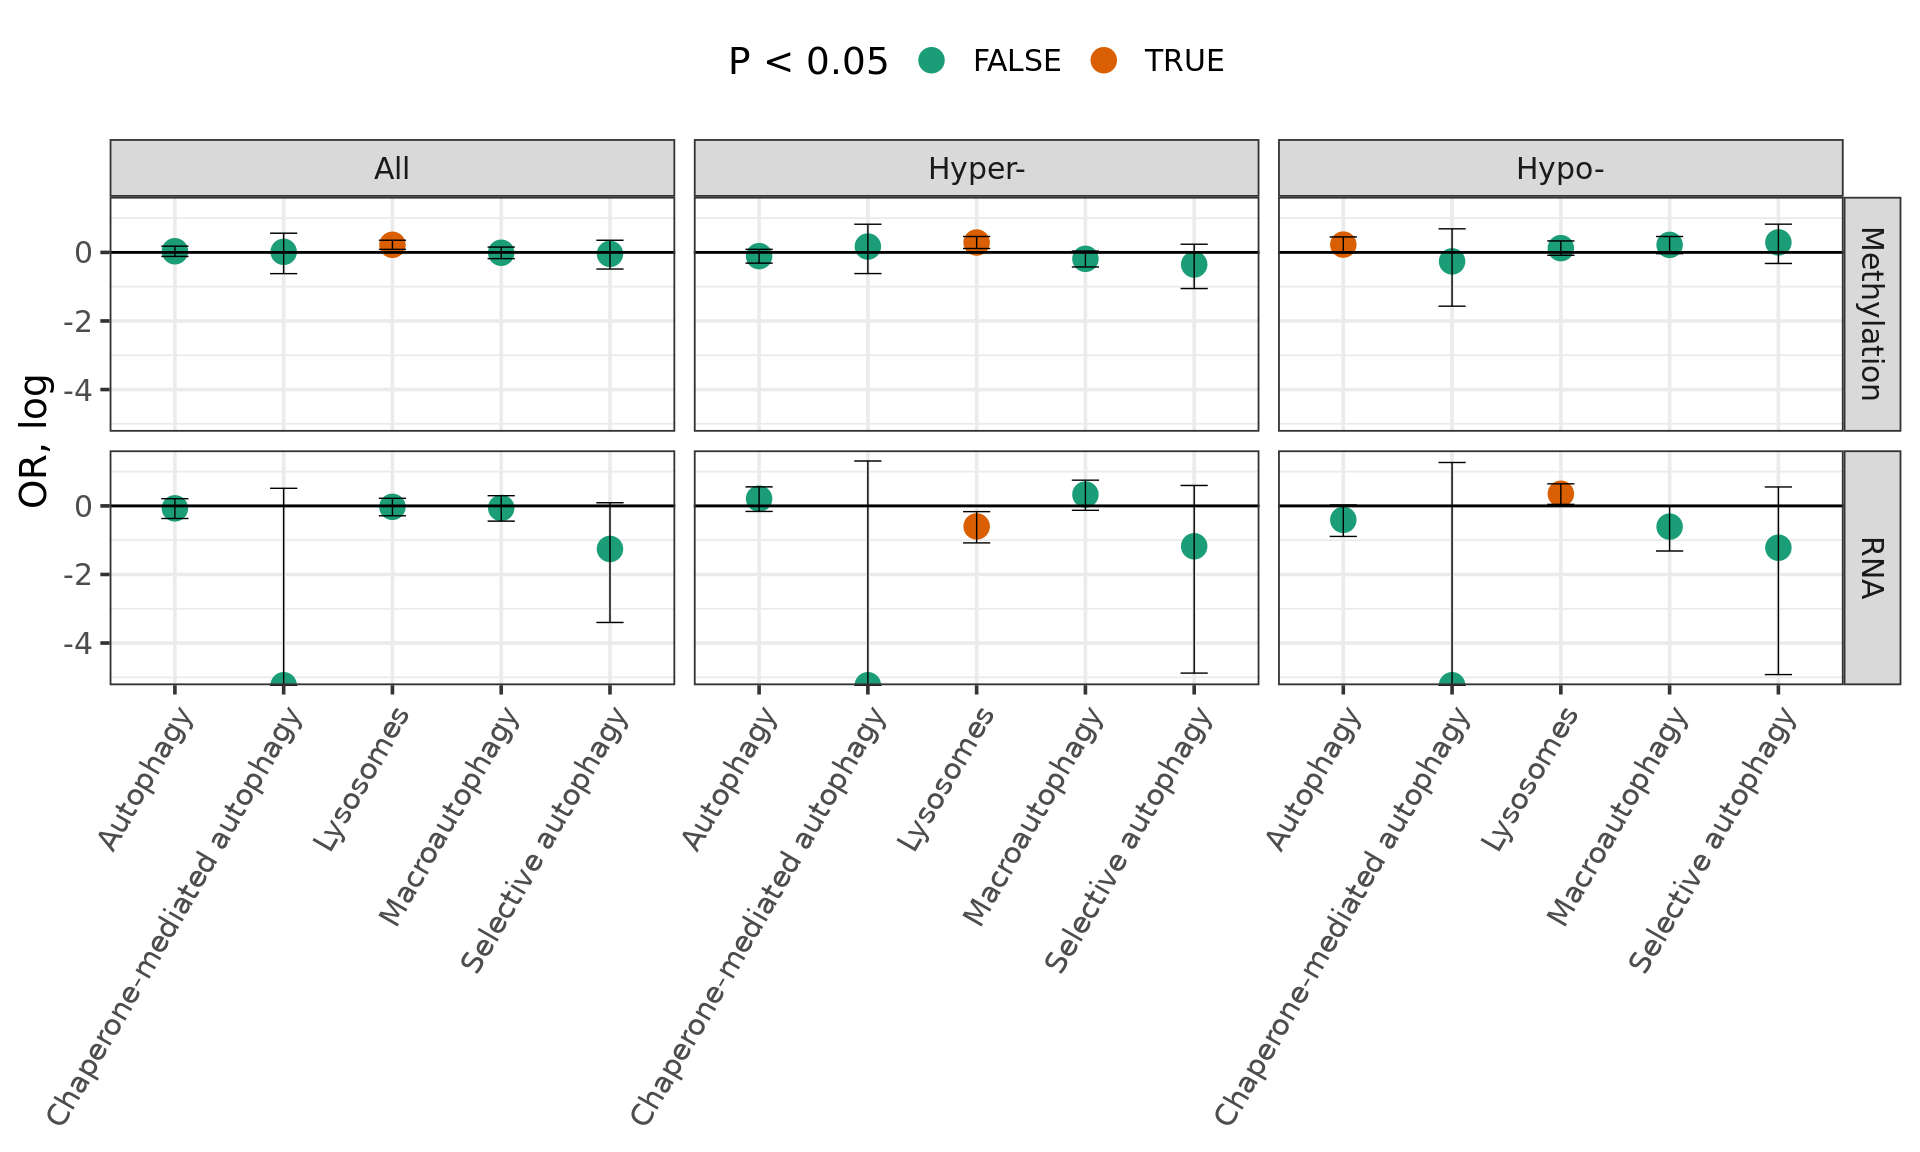 P < 0.05 FALSE TRUE
All Hyper- Hypo-
OR, log
0
-2
-4
Methylation
0
-2
-4
RNA
Autophagy
Chaperone-mediated autophagy
Lysosomes
Macroautophagy
Selective autophagy
Autophagy
Chaperone-mediated autophagy
Lysosomes
Macroautophagy
Selective autophagy
Autophagy
Chaperone-mediated autophagy
Lysosomes
Macroautophagy
Selective autophagy